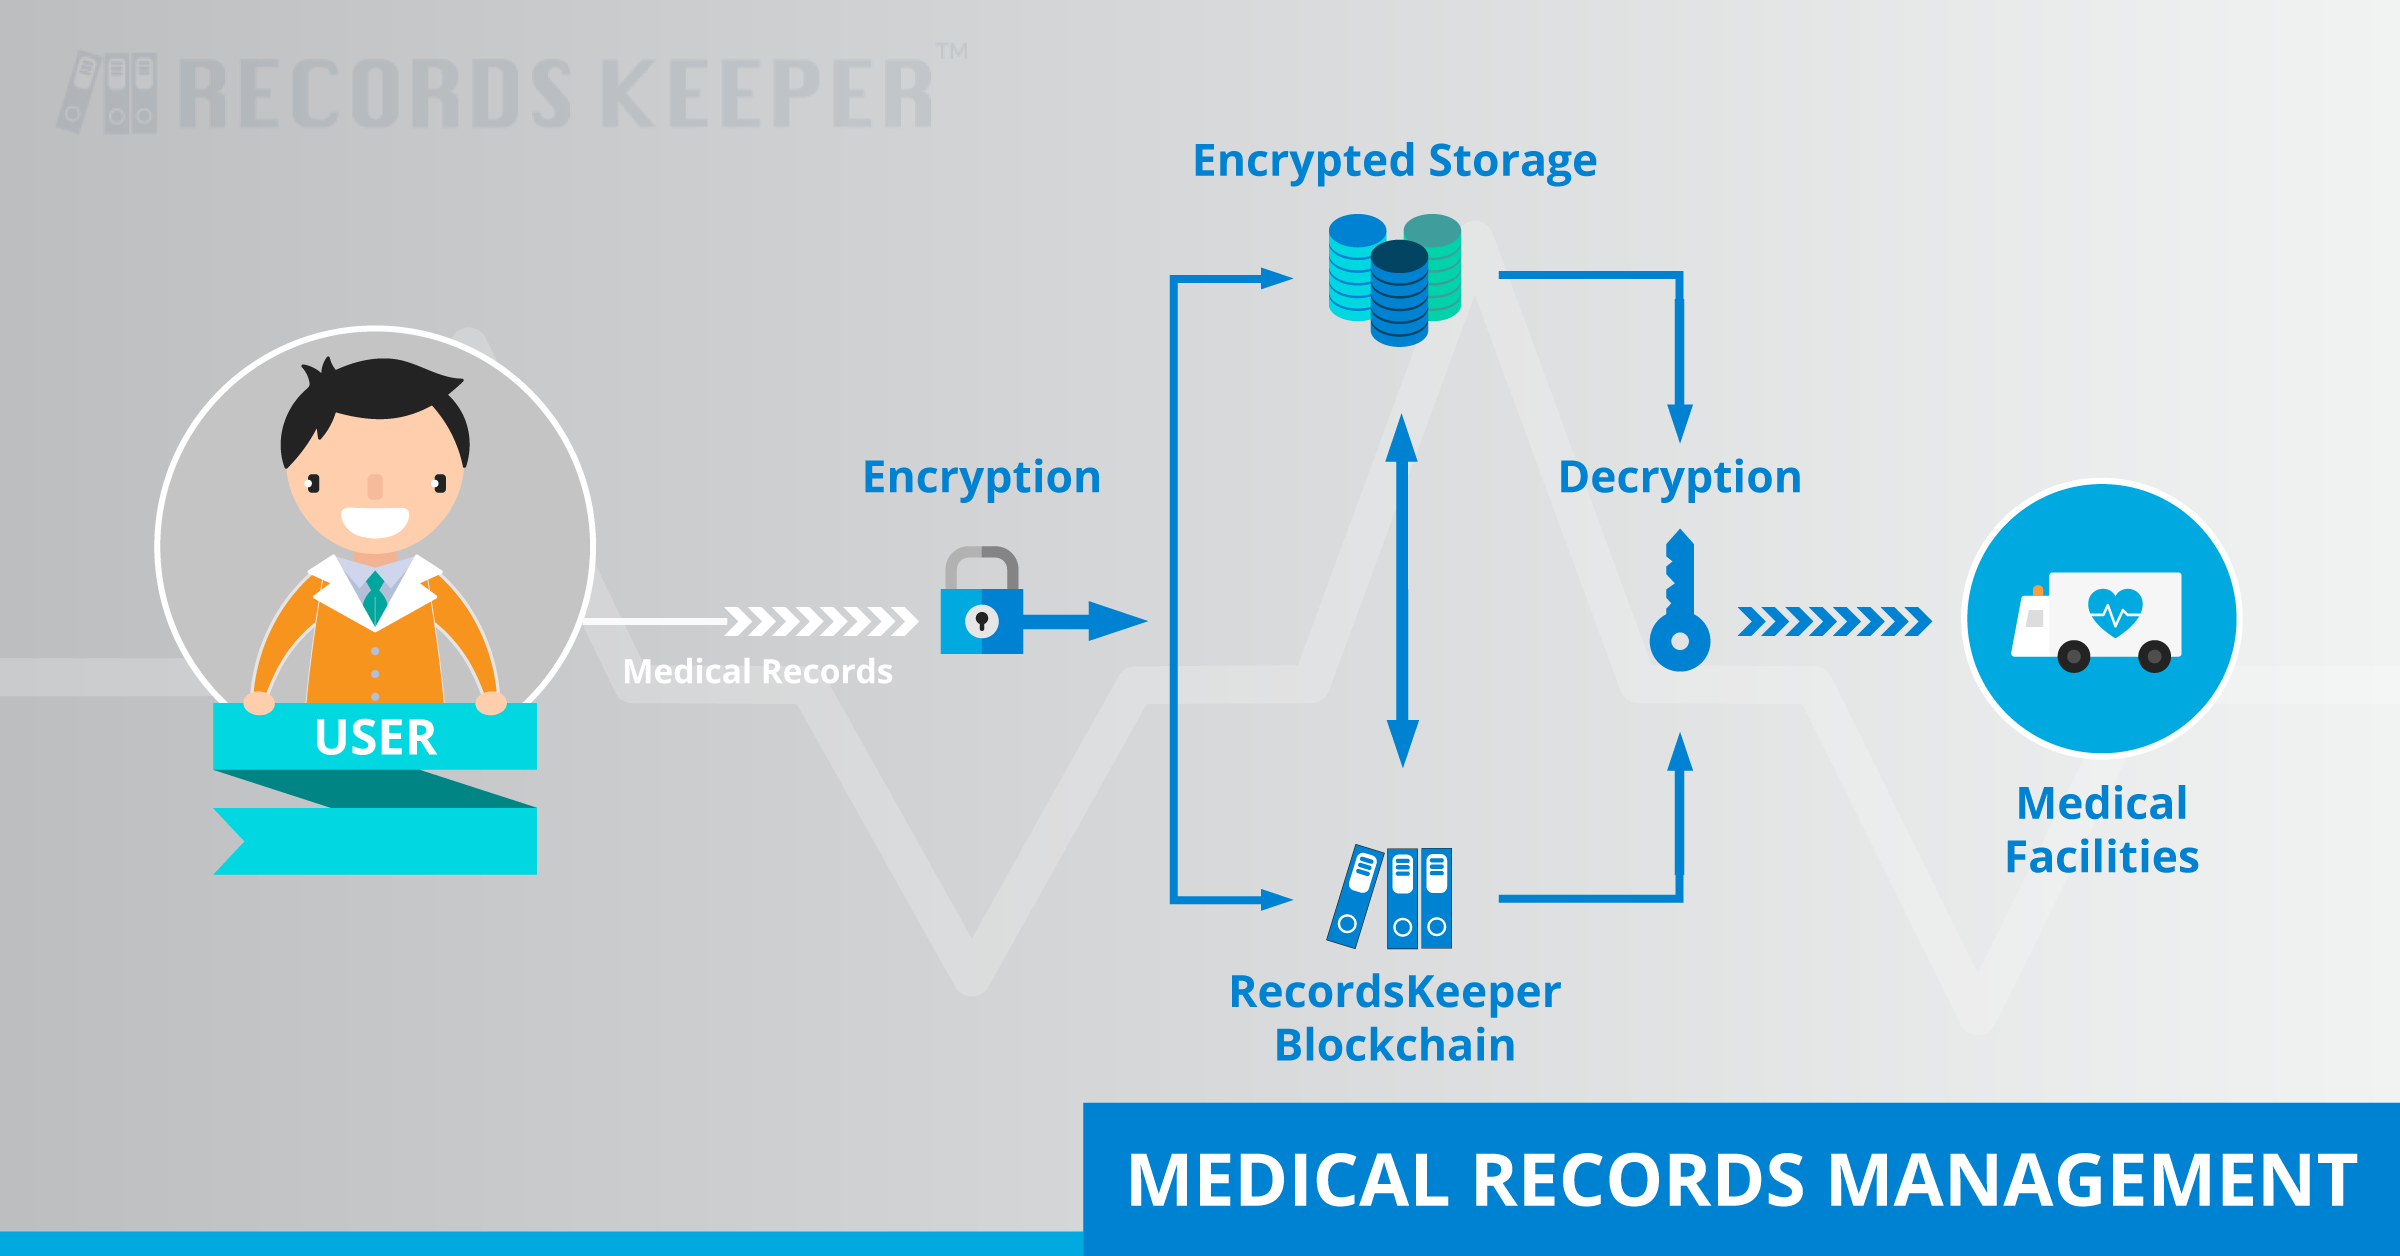 RECORDS KEEPER™
Encrypted Storage
Encryption
Decryption
Medical Records
USER
Medical
Facilities
RecordsKeeper
Blockchain
MEDICAL RECORDS MANAGEMENT